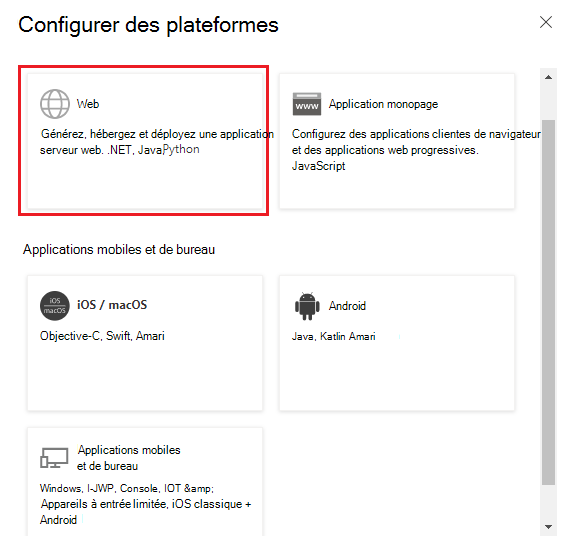 Configurer des plateformes
Web
Générez, hébergez et déployez une application
serveur web. .NET, Java,Python
www
Application monopage
Configurez des applications clientes de navigateur
et des applications web progressives.
JavaScript
Applications mobiles et de bureau
iOS
macOS
iOS / macOS
Objective-C, Swift, Amari
Android
Java, Katlin Amari
Applications mobiles
et de bureau
Windows, I-JWP, Console, IOT &amp;
Appareils à entrée limitée, iOS classique +
Android